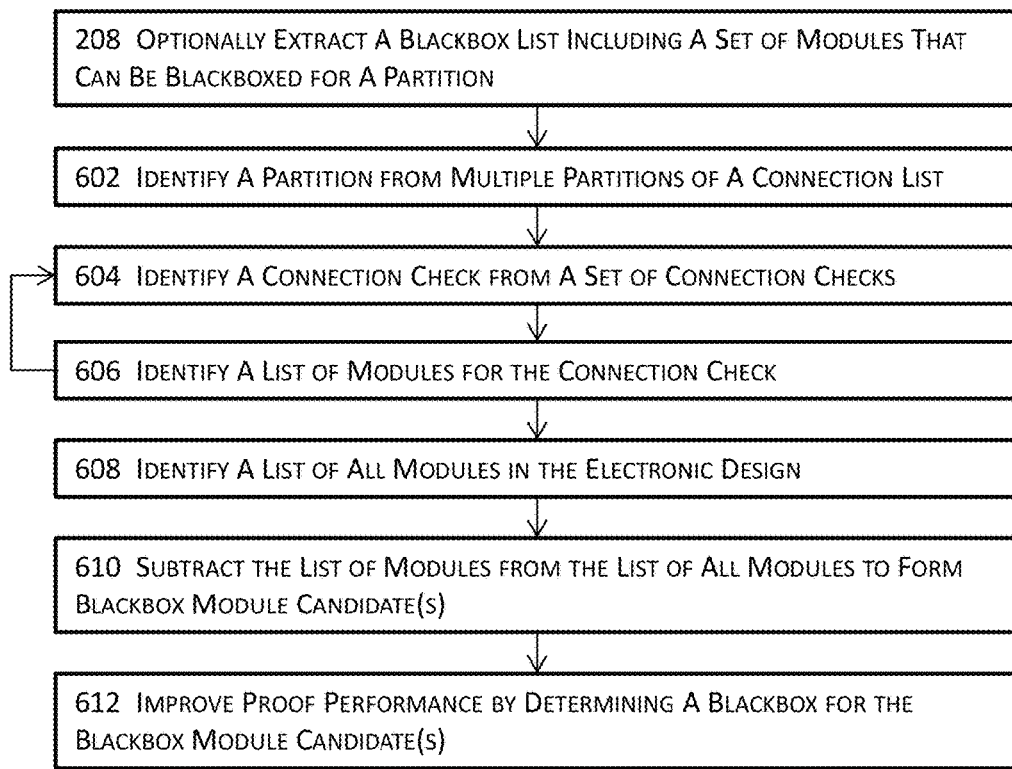 208 Optionally Extract A Blackbox List Including A Set of Modules That
Can Be Blackboxed for A Partition
602 Identify A Partition from Multiple Partitions of A Connection List
604 Identify A Connection Check from A Set of Connection Checks
606 Identify A List of Modules for the Connection Check
608 Identify A List of All Modules in the Electronic Design
610 Subtract the List of Modules from the List of All Modules to Form
Blackbox Module Candidate(s)
612 Improve Proof Performance by Determining A Blackbox for the
Blackbox Module Candidate(s)